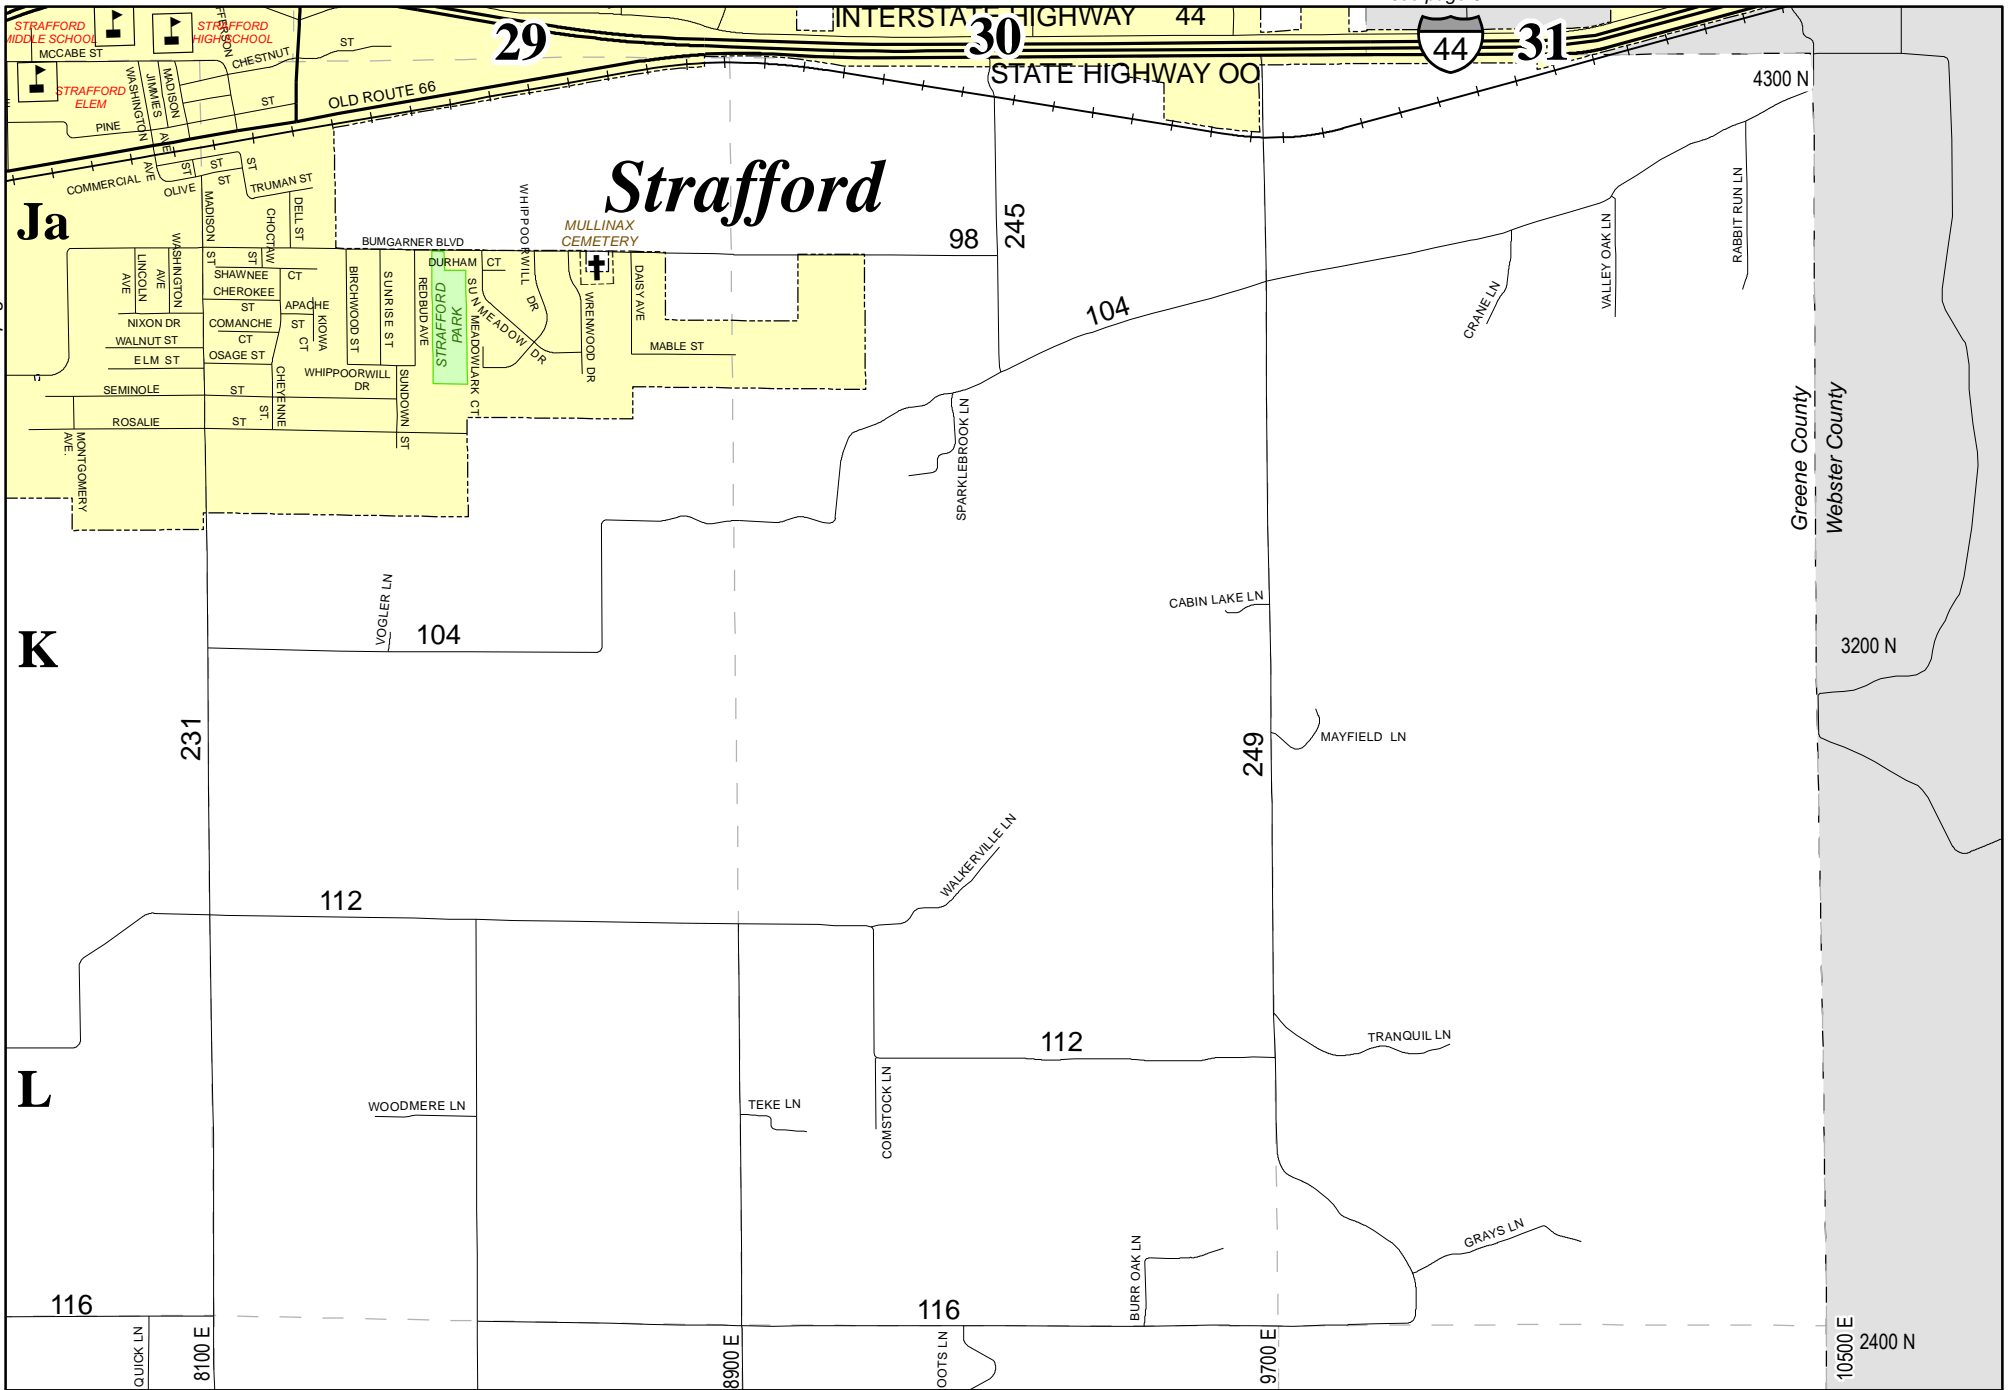 STRAFFORD
MIDDLE SCHOOL
STRAFFORD
HIGH SCHOOL
MCCABE ST
CHESTNUT
ST
29
INTERSTATE HIGHWAY 44
30
44
31
STATE HIGHWAY OO
4300 N
STRAFFORD
ELEM
WASHINGTON
AVE
JIMMIES
AVE
MADISON
ST
ST
OLD ROUTE 66
PINE
COMMERCIAL
OLIVE
ST
ST
TRUMAN ST
Strafford
Ja
MADISON
ST
CHOCTAW
ST
DELL ST
BUMGARNER BLVD
WHIPPOORWILL
DR
MULLINAX
CEMETERY
98
245
104
CRANE LN
VALLEY OAK LN
RABBIT RUN LN
WASHINGTON
AVE
LINCOLN
AVE
SHAWNEE
CT
CHEROKEE
ST
APACHE
ST
KIOWA
CT
COMANCHE
CT
OSAGE ST
NIXON DR
WALNUT ST
ELM ST
SEMINOLE
ST
ROSALIE
ST
CHEYENNE
ST.
MONTGOMERY
AVE.
BIRCHWOOD ST
SUNRISE ST
REDBUD AVE
WHIPPOORWILL
DR
SUNDOWN ST
STRAFFORD
PARK
DURHAM CT
SUNMEADOW DR
MEADOWLARK CT
WRENWOOD DR
DAISY AVE
MABLE ST
SPARKLEBROOK LN
Greene County
Webster County
K
VOGLER LN
104
CABIN LAKE LN
3200 N
231
249
MAYFIELD LN
WALKERVILLE LN
112
112
TRANQUIL LN
L
WOODMERE LN
TEKE LN
COMSTOCK LN
BURR OAK LN
GRAYS LN
116
116
QUICK LN
8100 E
8900 E
OOTS LN
9700 E
10500 E
2400 N